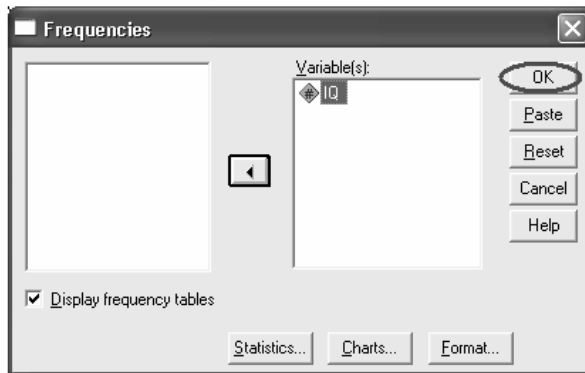 Frequencies
Variable(s):
# IQ
OK
Paste
Reset
Cancel
Help
Display frequency tables
Statistics...
Charts...
Format...